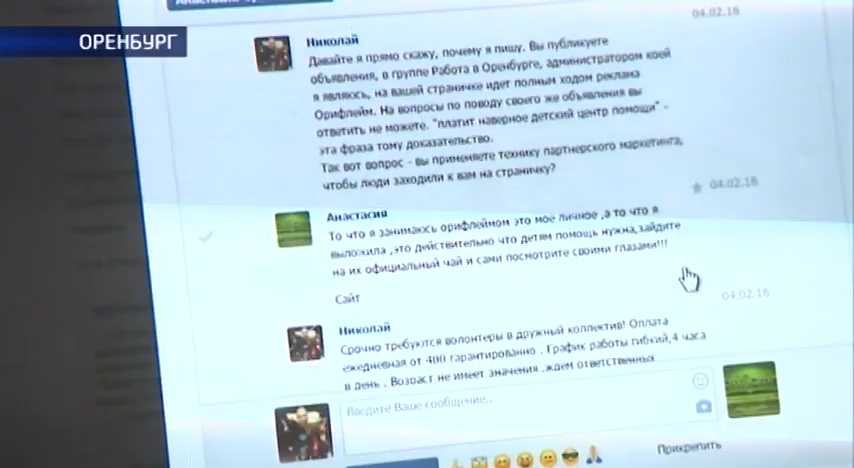 ОРЕНБУРГ
04.02.16
Николай
Давайте я прямо скажу, почему я пишу. Вы публикуете
объявления, в группе Работа в Оренбурге, администратором коей
я являюсь, на вашей страничке идет полным ходом реклама
Орифлейм. На вопросы по поводу своего же объявления вы
ответить не можете. "платит наверное детский центр помощи" -
эта фраза тому доказательство.
Так вот вопрос - вы применяете технику партнерского маркетинга,
чтобы люди заходили к вам на страничку?
04.02.16
Анастасия
То что я занимаюсь орифлеймом это мое личное ,а то что я
выложила ,это действительно что детям помощь нужна,зайдите
на их официальный чай и сами посмотрите своими глазами!!!
Сайт
04.02.16
Николай
Срочно требуются волонтеры в дружный коллектив! Оплата
ежедневная от 400 гарантированно . График работы гибкий,4 часа
в день . Возраст не имеет значения .ждем ответственных
Введите Ваше сообщение..
Прикрепить